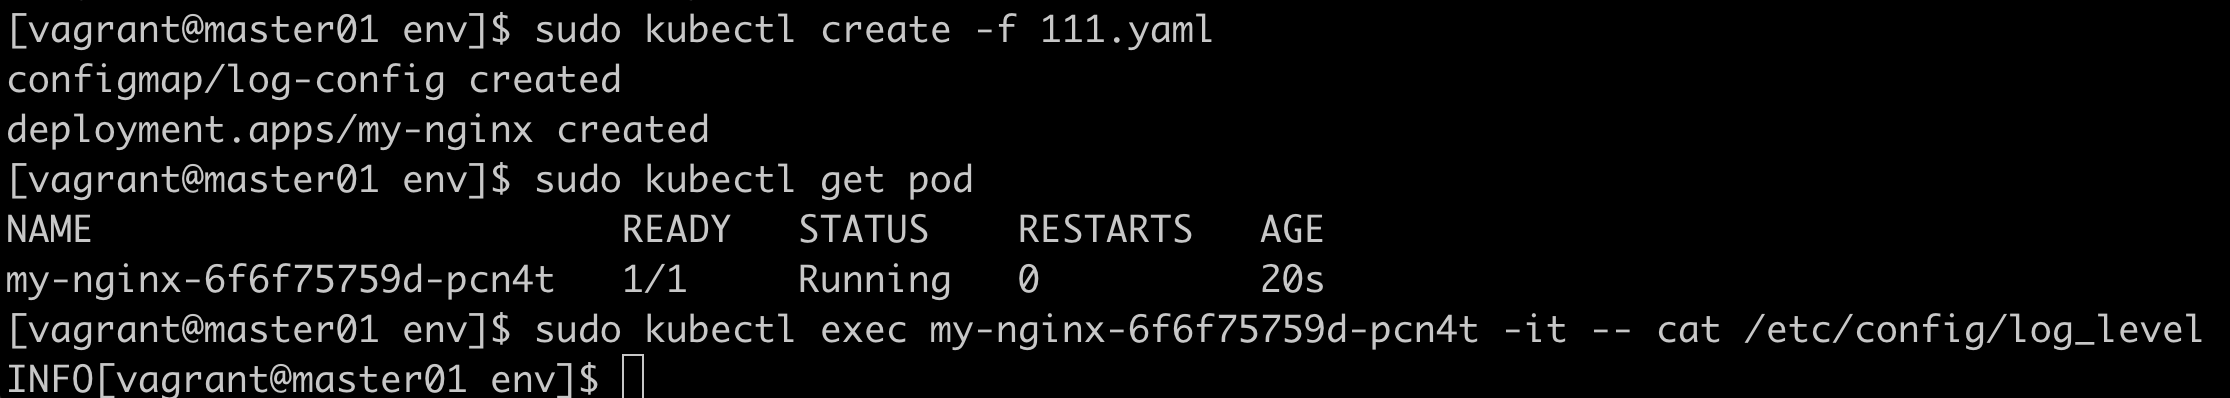 [vagrant@master01 env]$ sudo kubectl create -f 111.yaml
configmap/log-config created
deployment.apps/my-nginx created
[vagrant@master01 env]$ sudo kubectl get pod
NAME                        READY   STATUS    RESTARTS   AGE
my-nginx-6f6f75759d-pcn4t   1/1     Running   0          20s
[vagrant@master01 env]$ sudo kubectl exec my-nginx-6f6f75759d-pcn4t -it -- cat /etc/config/log_level
INFO[vagrant@master01 env]$